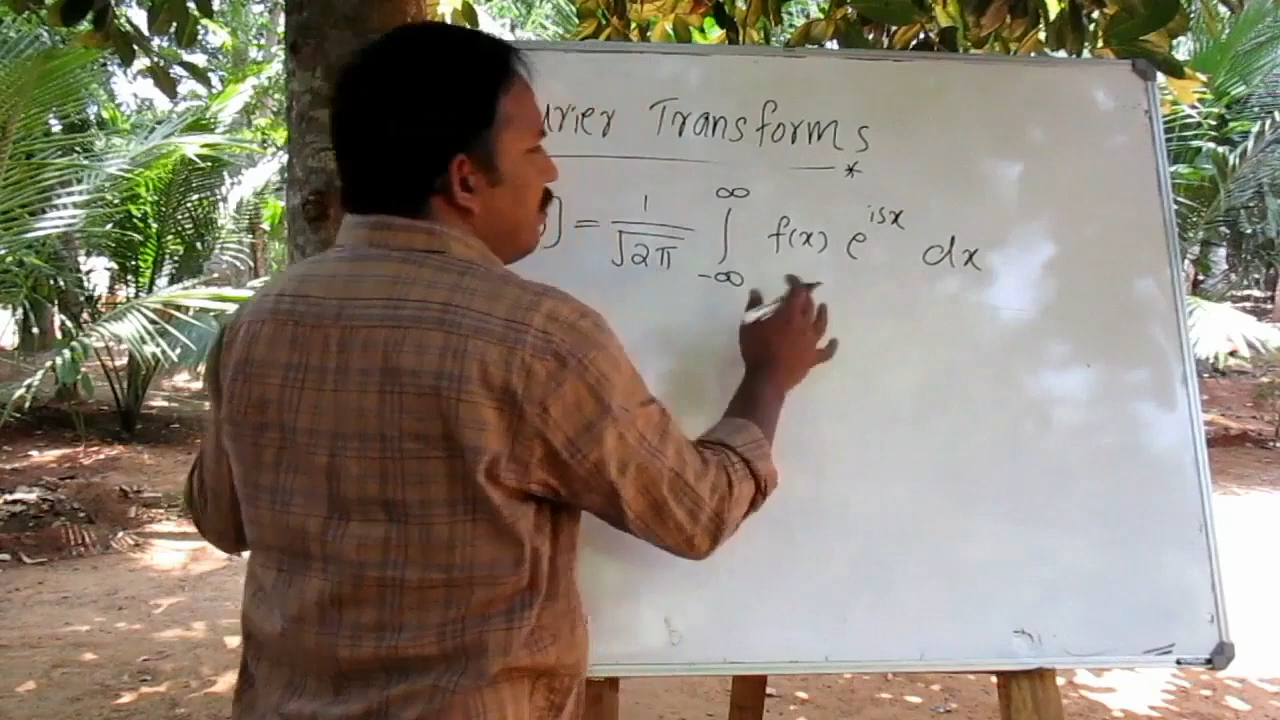 urier Transforms
] = 1/√2π ∫_{-∞}^{∞} f(x) e^{isx} dx